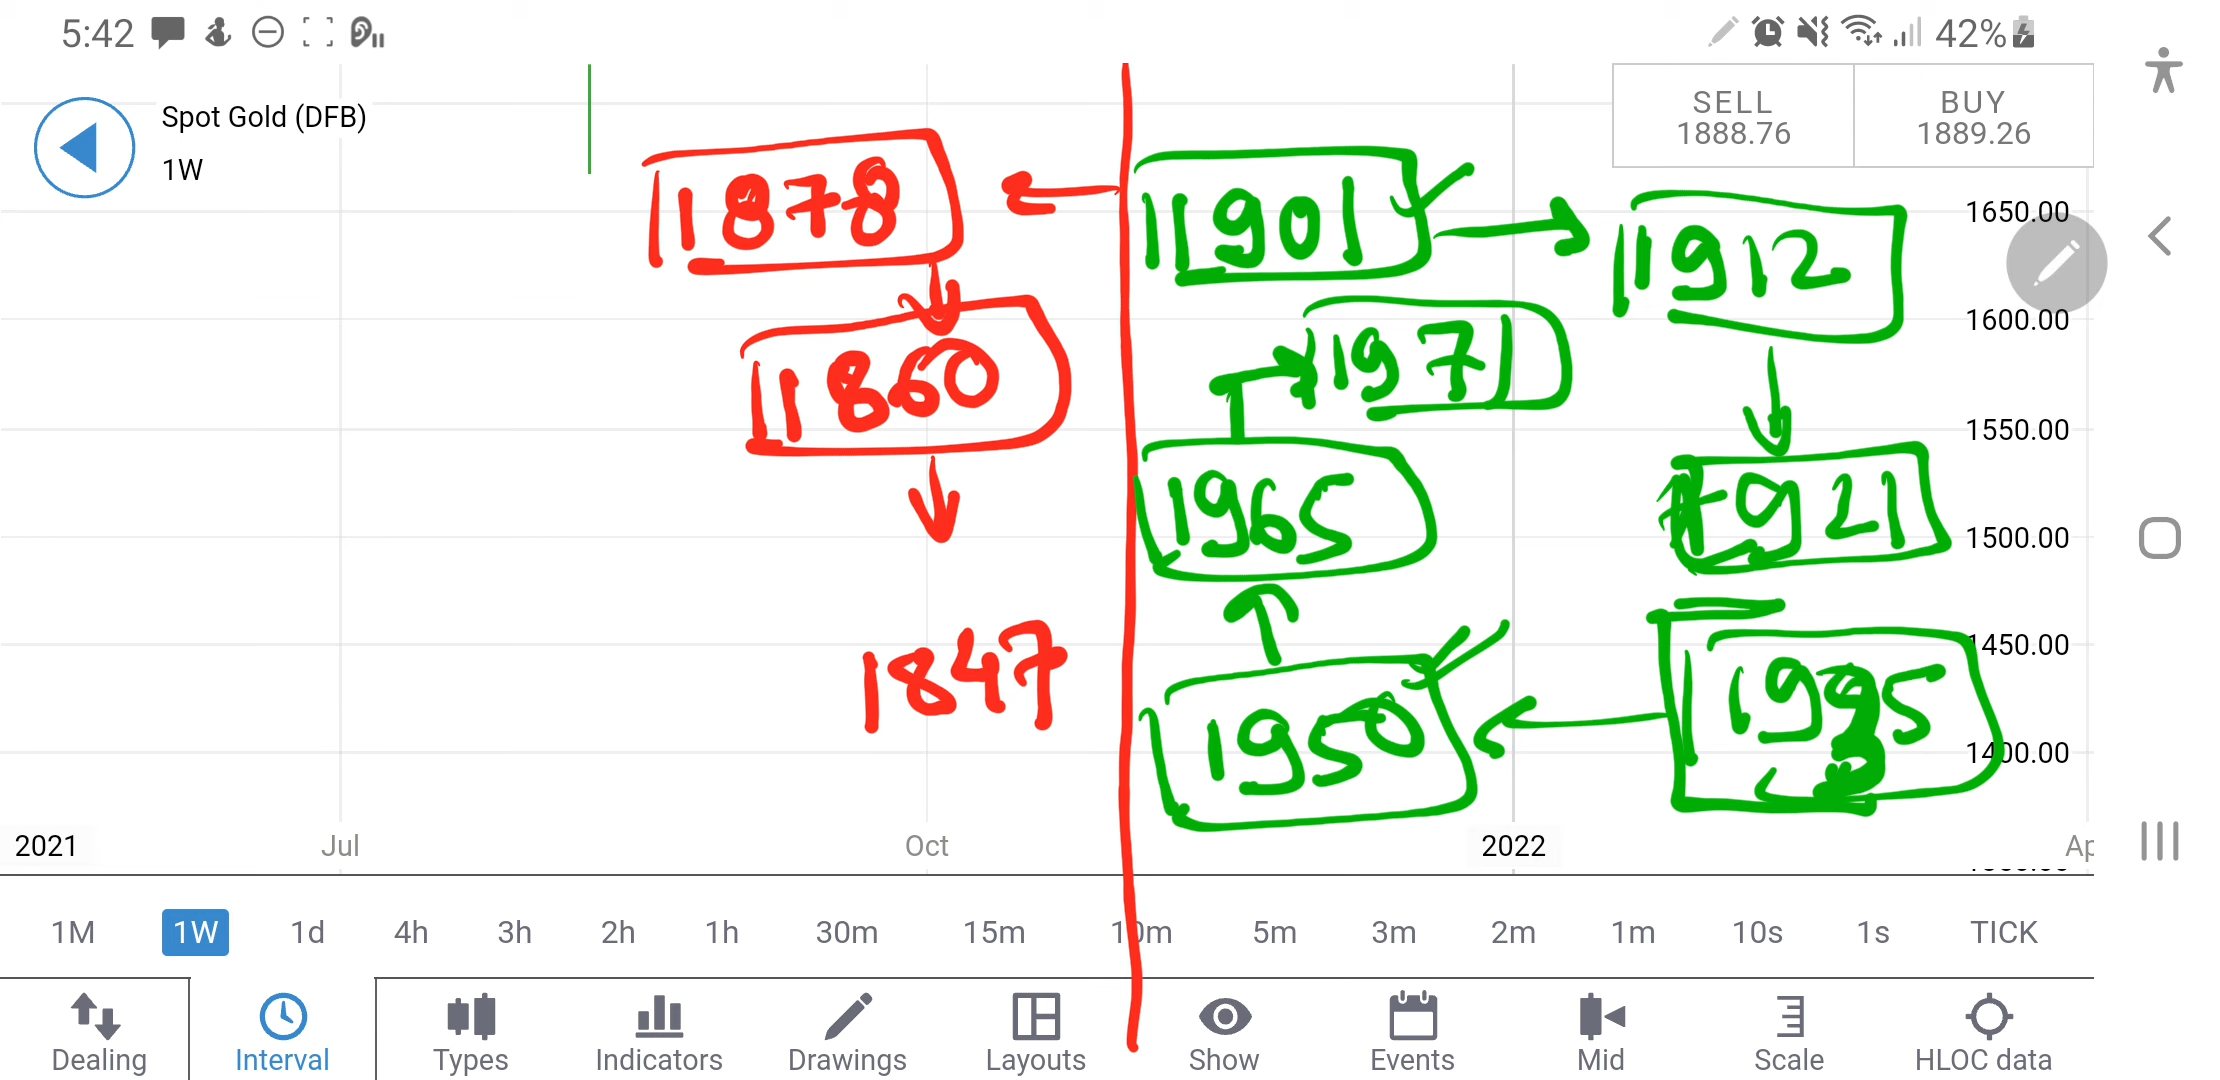 5:42
42%
Spot Gold (DFB)
1W
SELL
1888.76
BUY
1889.26
1878
1901
1912
1860
1971
1965
1921
1847
1950
1650.00
1600.00
1550.00
1500.00
1450.00
1400.00
2021
Jul
Oct
2022
Ap
1M
1W
1d
4h
3h
2h
1h
30m
15m
10m
5m
3m
2m
1m
10s
1s
TICK
Dealing
Interval
Types
Indicators
Drawings
Layouts
Show
Events
Mid
Scale
HLOC data